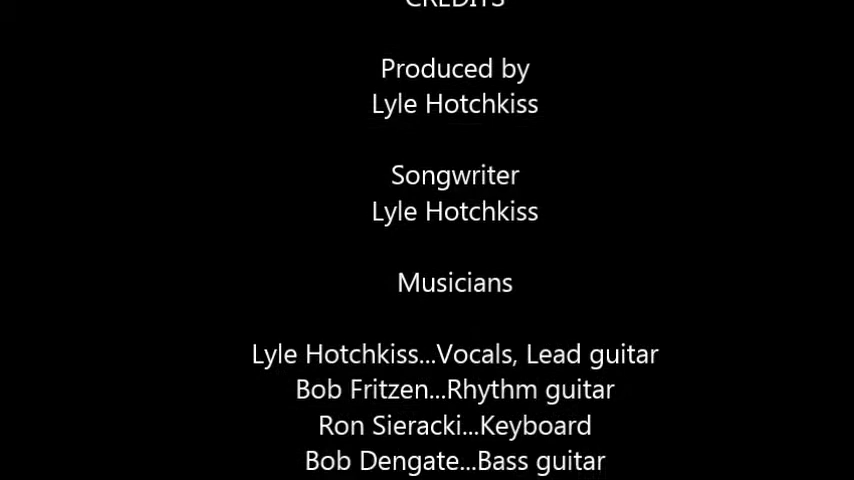 CREDITS
Produced by
Lyle Hotchkiss
Songwriter
Lyle Hotchkiss
Musicians
Lyle Hotchkiss...Vocals, Lead guitar
Bob Fritzen...Rhythm guitar
Ron Sieracki...Keyboard
Bob Dengate...Bass guitar